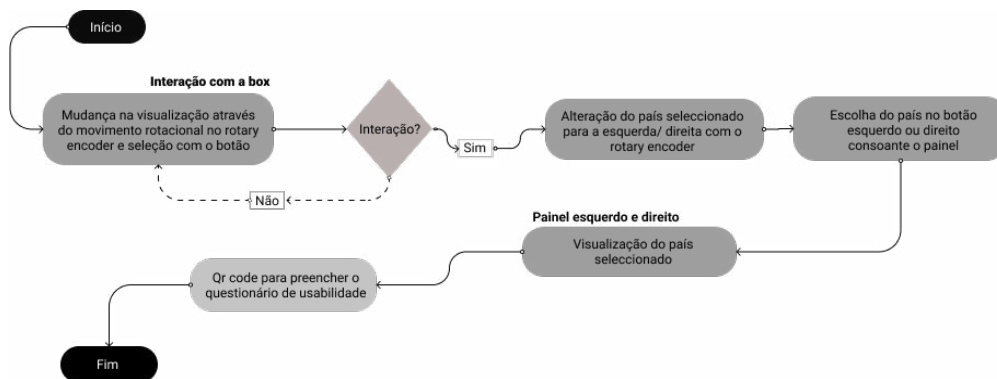 Início
Interação com a box
Mudança na visualização através
do movimento rotacional no rotary
encoder e seleção com o botão
Interação?
Sim
Não
Alteração do país seleccionado
para a esquerda/ direita com o
rotary encoder
Escolha do país no botão
esquerdo ou direito
consoante o painel
Painel esquerdo e direito
Visualização do país
seleccionado
Qr code para preencher o
questionário de usabilidade
Fim